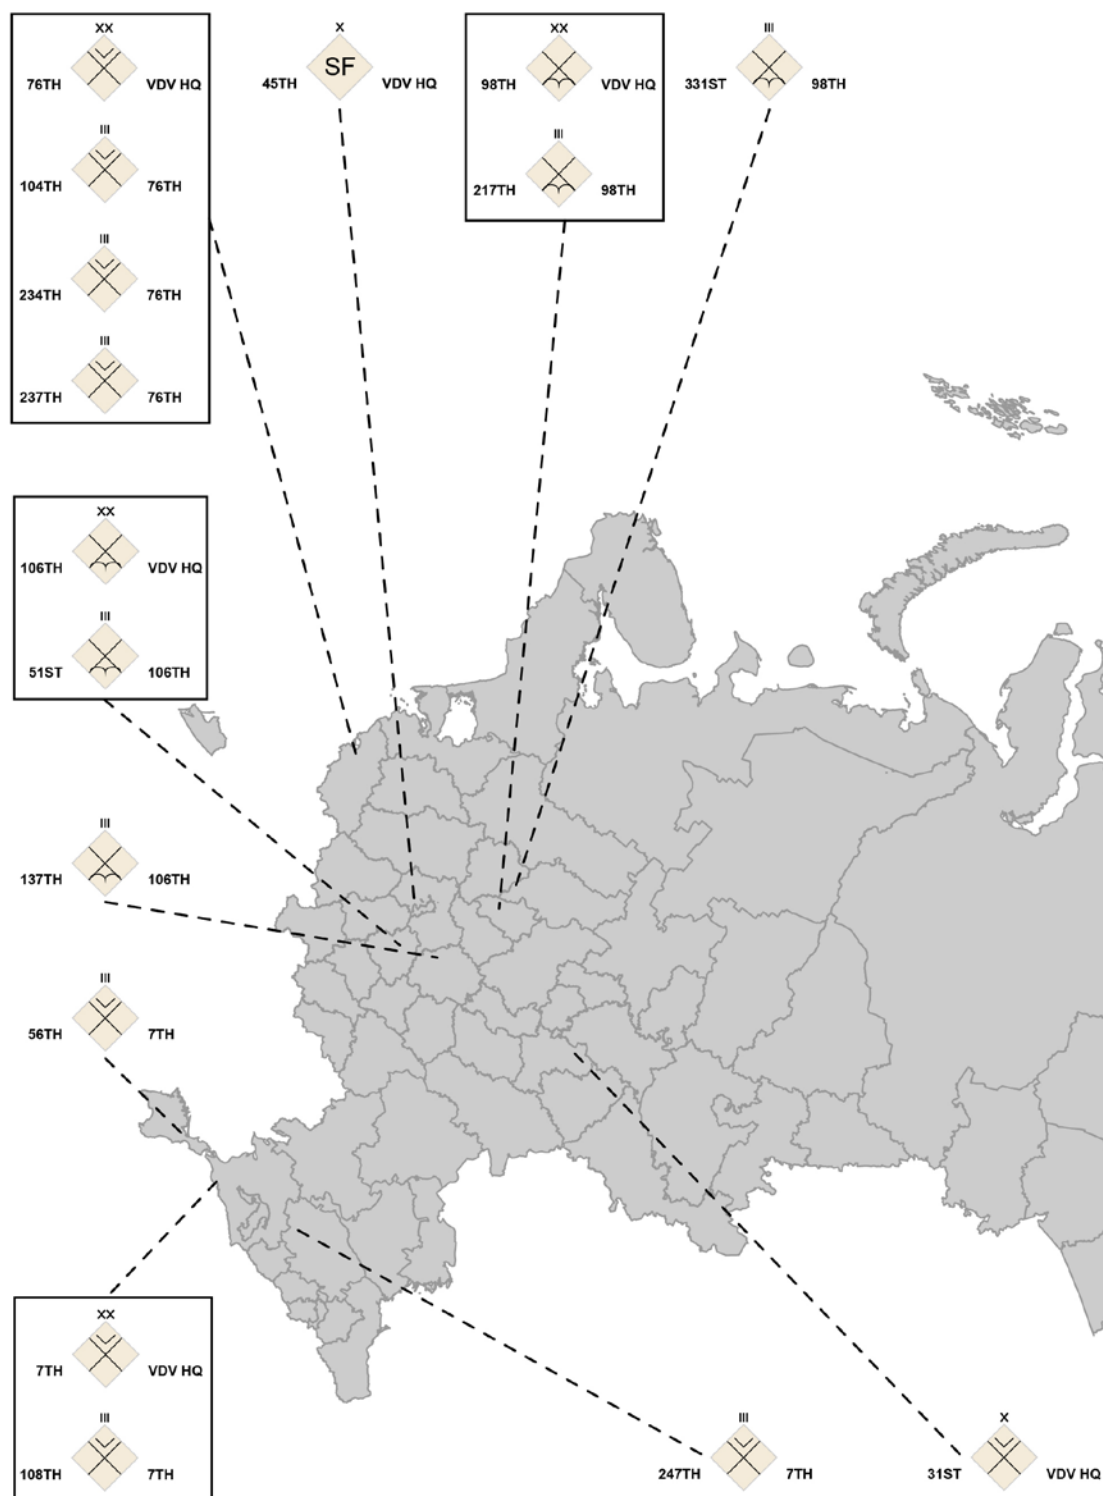 XX
76TH VDV HQ
III
104TH 76TH
III
234TH 76TH
III
237TH 76TH
X
SF
45TH VDV HQ
XX
98TH VDV HQ
III
217TH 98TH
III
331ST 98TH
XX
106TH VDV HQ
III
51ST 106TH
III
137TH 106TH
III
56TH 7TH
XX
7TH VDV HQ
III
108TH 7TH
III
247TH 7TH
X
31ST VDV HQ